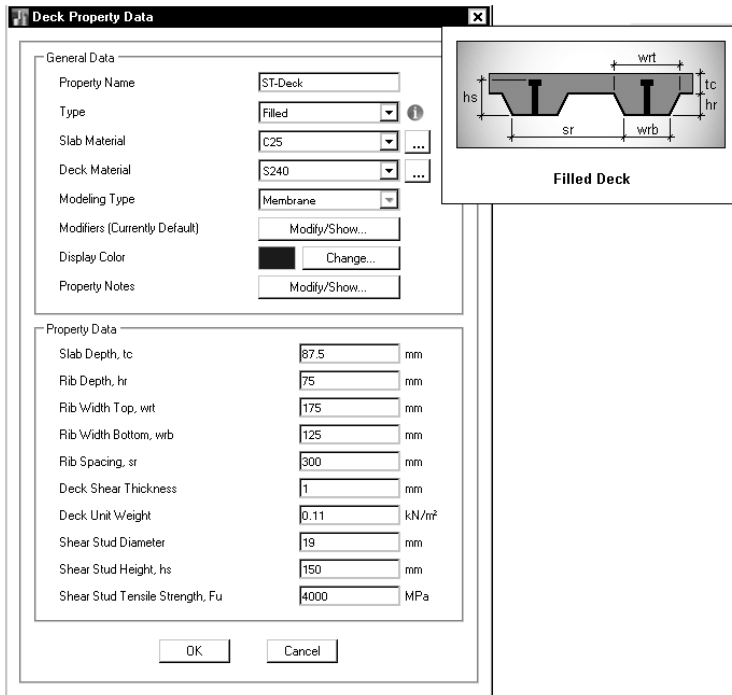 Deck Property Data
General Data
Property Name ST-Deck
Type Filled
Slab Material C25 ...
Deck Material S240 ...
Modeling Type Membrane
Modifiers (Currently Default) Modify/Show...
Display Color Change...
Property Notes Modify/Show...
Property Data
Slab Depth, tc 87.5 mm
Rib Depth, hr 75 mm
Rib Width Top, wrt 175 mm
Rib Width Bottom, wrb 125 mm
Rib Spacing, sr 300 mm
Deck Shear Thickness 1 mm
Deck Unit Weight 0.11 kN/m²
Shear Stud Diameter 19 mm
Shear Stud Height, hs 150 mm
Shear Stud Tensile Strength, Fu 4000 MPa
OK Cancel
wrt
tc
hs hr
sr wrb
Filled Deck